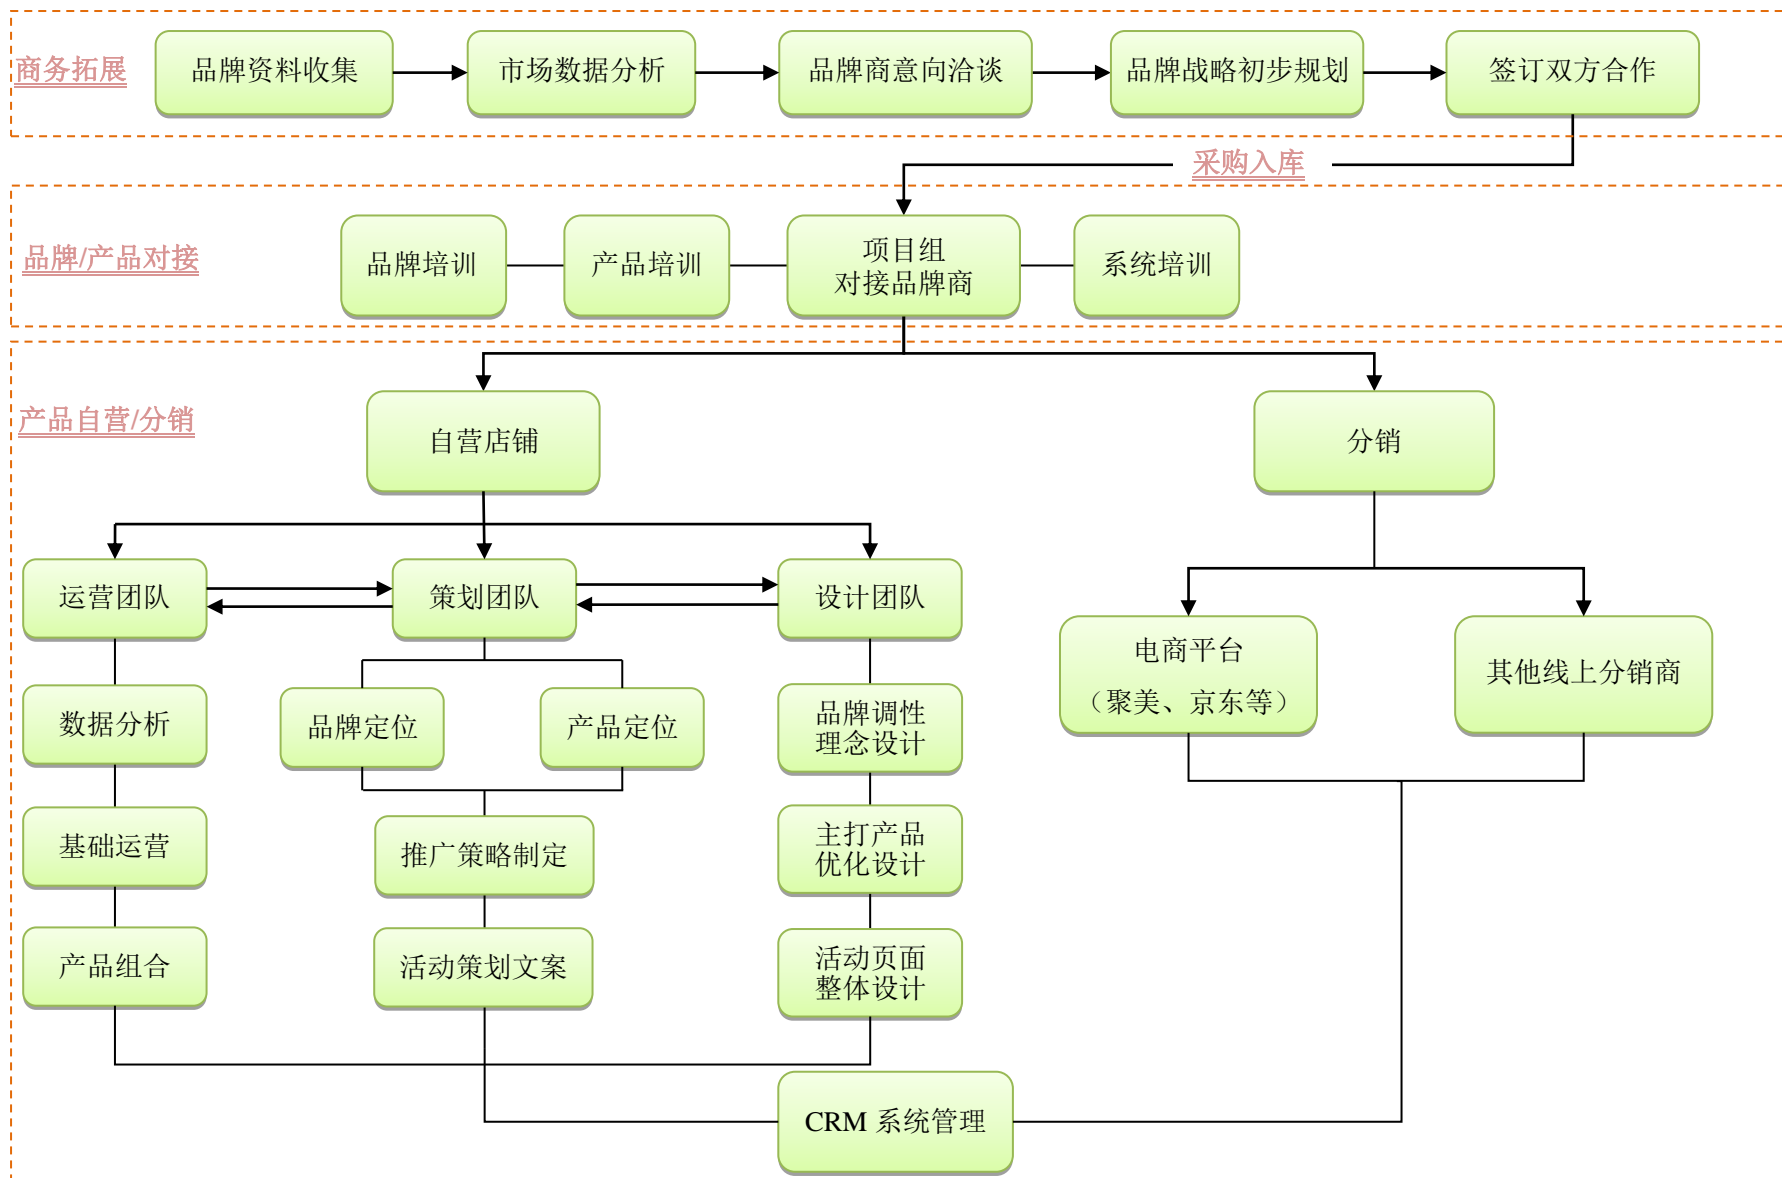 商务拓展
品牌资料收集
市场数据分析
品牌商意向洽谈
品牌战略初步规划
签订双方合作
采购入库
品牌/产品对接
品牌培训
产品培训
项目组
对接品牌商
系统培训
产品自营/分销
自营店铺
分销
运营团队
策划团队
设计团队
电商平台
（聚美、京东等）
其他线上分销商
数据分析
品牌定位
产品定位
品牌调性
理念设计
基础运营
推广策略制定
主打产品
优化设计
产品组合
活动策划文案
活动页面
整体设计
CRM 系统管理